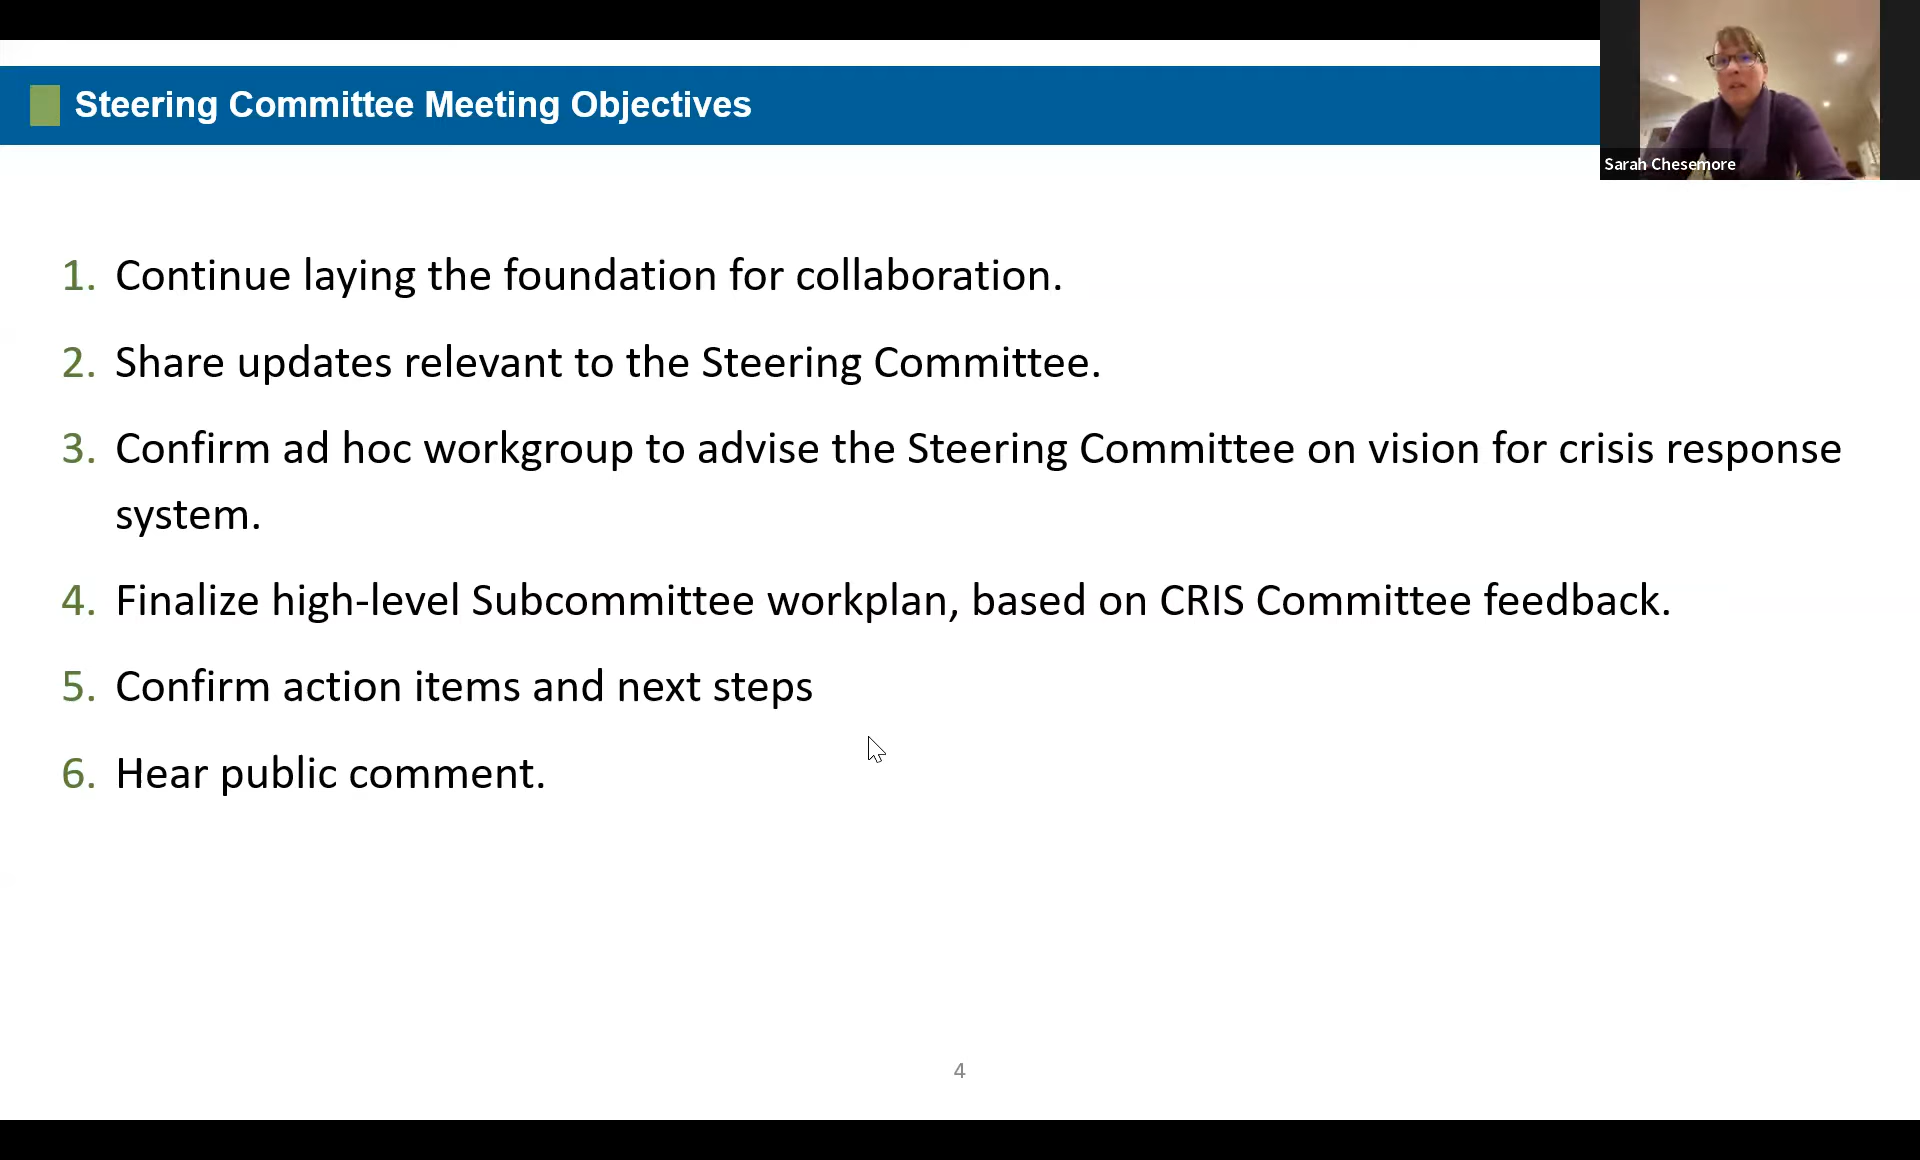 Steering Committee Meeting Objectives
Sarah Chesemore
1. Continue laying the foundation for collaboration.
2. Share updates relevant to the Steering Committee.
3. Confirm ad hoc workgroup to advise the Steering Committee on vision for crisis response
system.
4. Finalize high-level Subcommittee workplan, based on CRIS Committee feedback.
5. Confirm action items and next steps
6. Hear public comment.
4